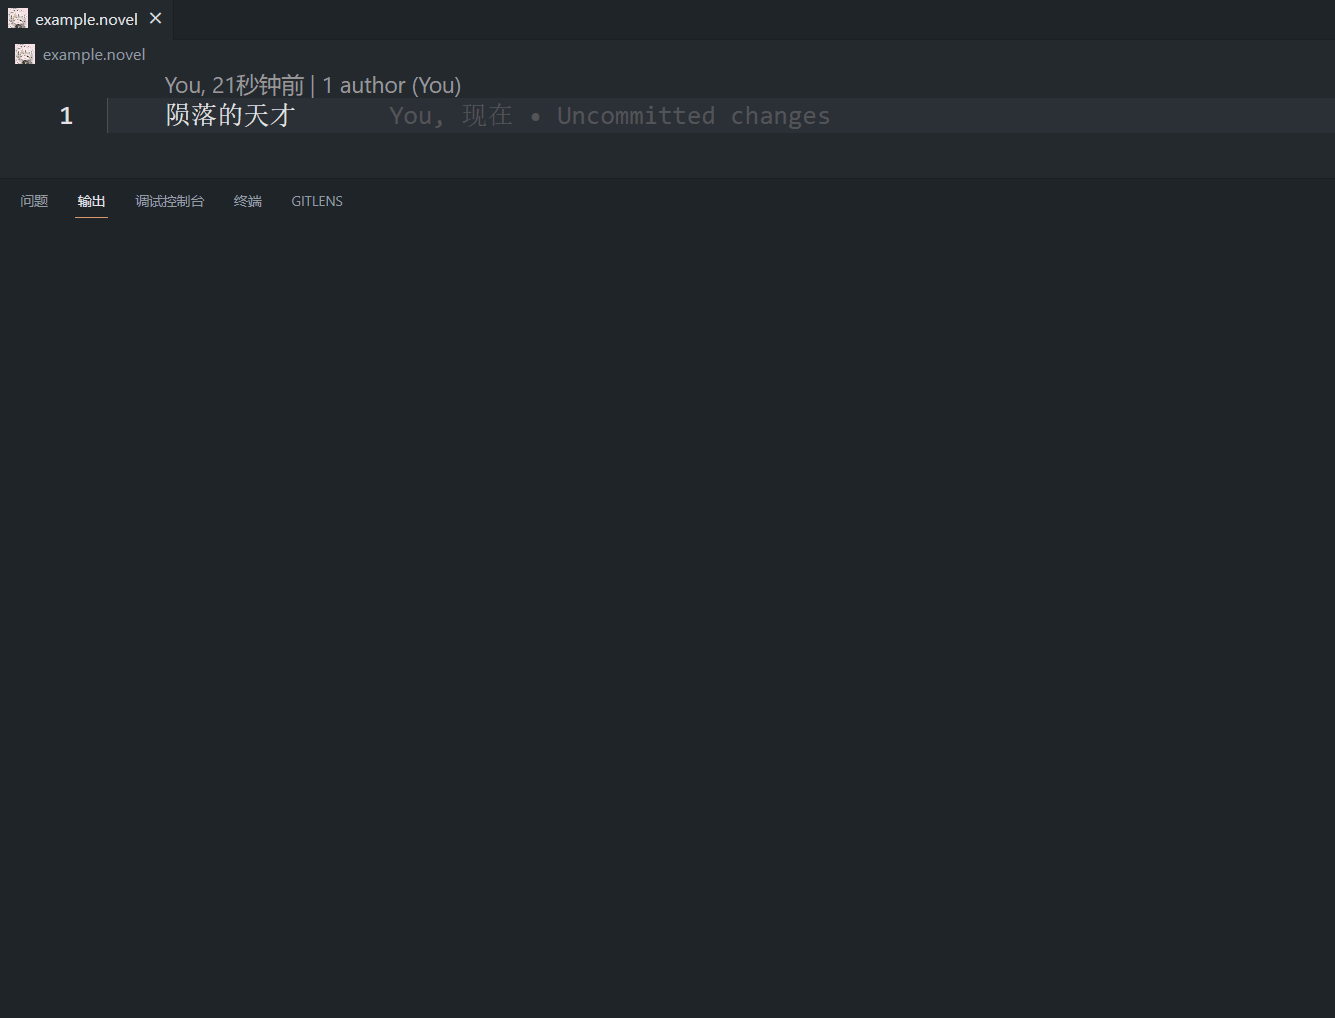 example.novel
example.novel
You, 21秒钟前 | 1 author (You)
1 陨落的天才 You, 现在 • Uncommitted changes
问题 输出 调试控制台 终端 GITLENS